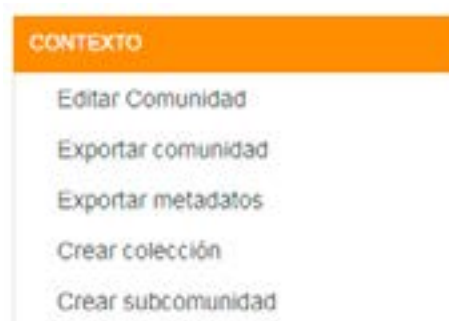 CONTEXTO
Editar Comunidad
Exportar comunidad
Exportar metadatos
Crear colección
Crear subcomunidad